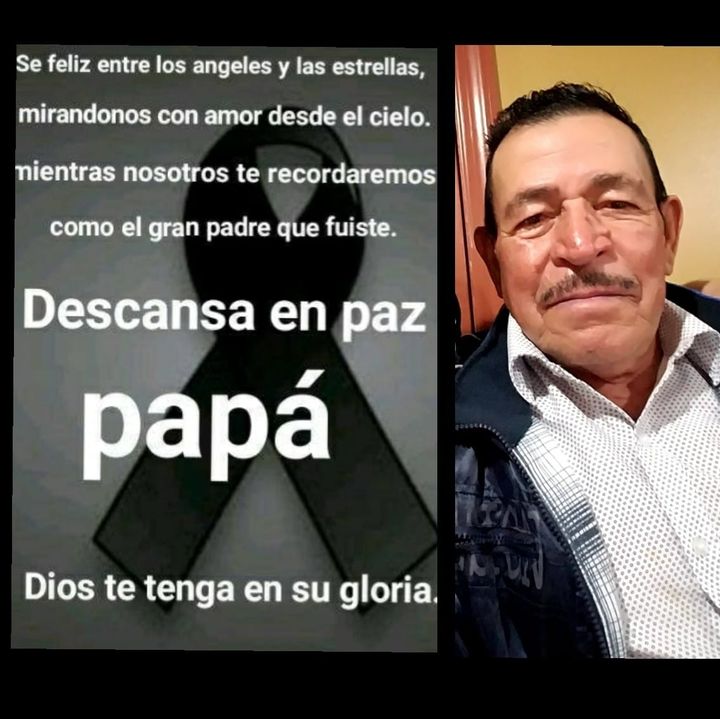 Se feliz entre los angeles y las estrellas,
mirandonos con amor desde el cielo.
mientras nosotros te recordaremos
como el gran padre que fuiste.
Descansa en paz
papá
Dios te tenga en su gloria.